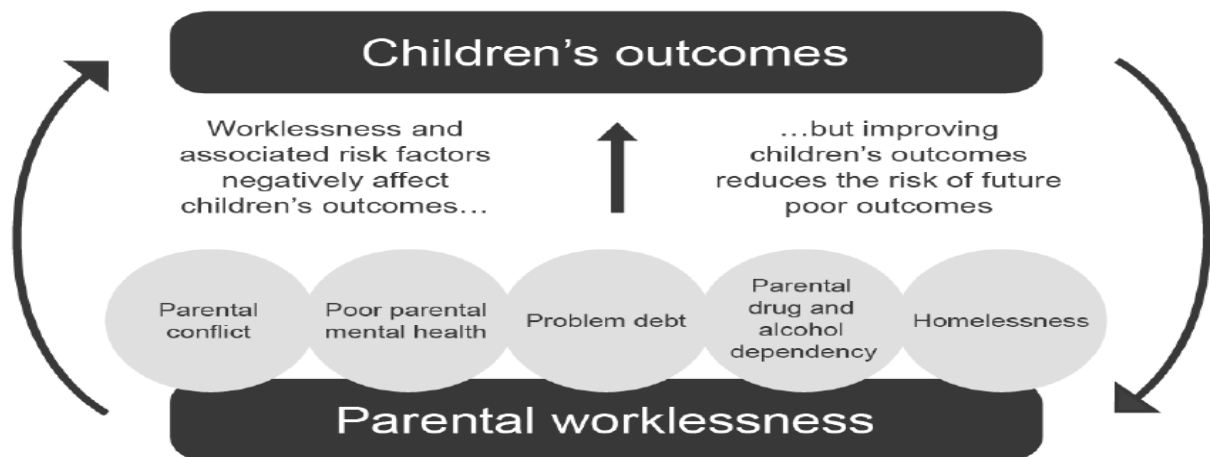 Children's outcomes
Worklessness and
associated risk factors
negatively affect
children's outcomes...
...but improving
children's outcomes
reduces the risk of future
poor outcomes
Parental
conflict
Poor parental
mental health
Problem debt
Parental
drug and
alcohol
dependency
Homelessness
Parental worklessness